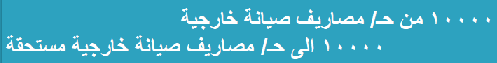 ١٠٠٠٠ من حـ/ مصاريف صيانة خارجية
١٠٠٠٠ الى حـ/ مصاريف صيانة خارجية مستحقة